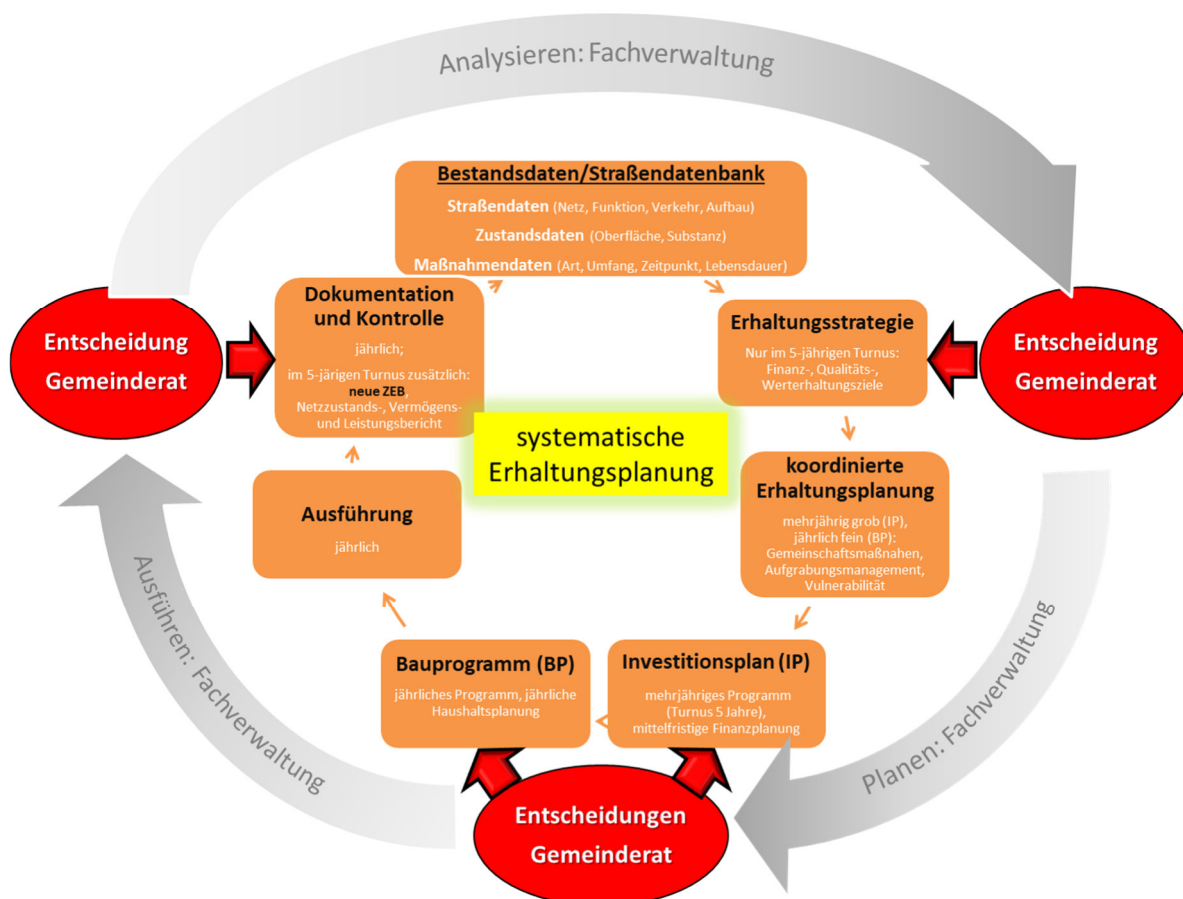 Analysieren: Fachverwaltung
Bestandsdaten/Straßendatenbank
Straßendaten (Netz, Funktion, Verkehr, Aufbau)
Zustandsdaten (Oberfläche, Substanz)
Maßnahmendaten (Art, Umfang, Zeitpunkt, Lebensdauer)
Entscheidung
Gemeinderat
Dokumentation
und Kontrolle
jährlich;
im 5-järigen Turnus zusätzlich:
neue ZEB,
Netzzustands-, Vermögens-
und Leistungsbericht
Erhaltungsstrategie
Nur im 5-jährigen Turnus:
Finanz-, Qualitäts-,
Werterhaltungsziele
Entscheidung
Gemeinderat
systematische
Erhaltungsplanung
koordinierte
Erhaltungsplanung
mehrjährig grob (IP),
jährlich fein (BP):
Gemeinschaftsmaßnahen,
Aufgrabungsmanagement,
Vulnerabilität
Ausführung
jährlich
Ausführen: Fachverwaltung
Bauprogramm (BP)
jährliches Programm, jährliche
Haushaltsplanung
Investitionsplan (IP)
mehrjähriges Programm
(Turnus 5 Jahre),
mittelfristige Finanzplanung
Planen: Fachverwaltung
Entscheidungen
Gemeinderat